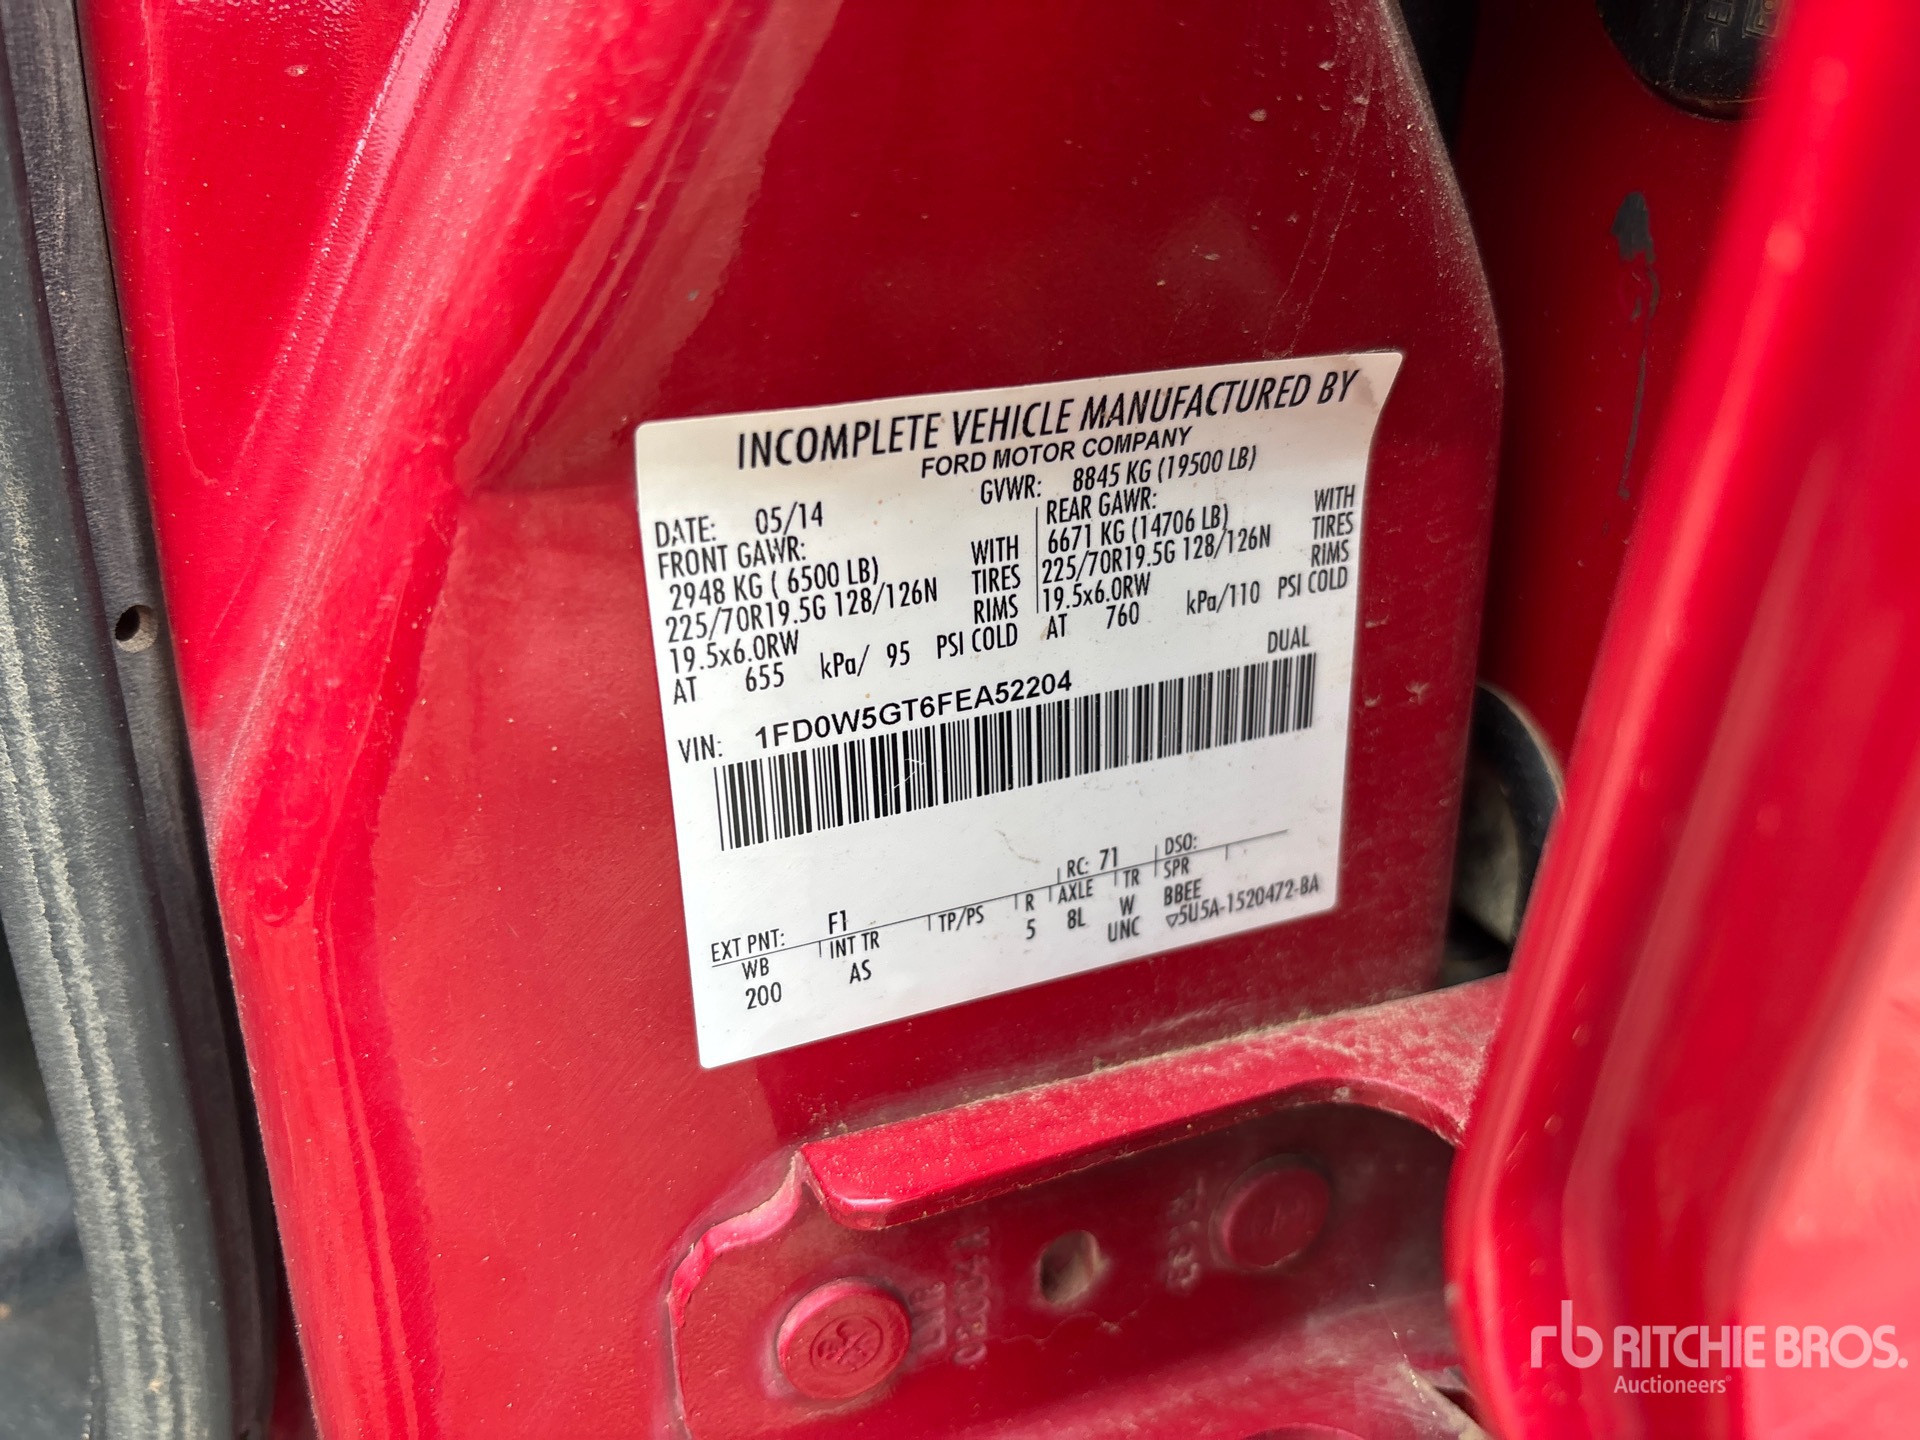 INCOMPLETE VEHICLE MANUFACTURED BY
FORD MOTOR COMPANY
DATE: 05/14 GVWR: 8845 KG (19500 LB)
FRONT GAWR: REAR GAWR:
2948 KG ( 6500 LB) WITH 6671 KG (14706 LB) WITH
225/70R19.5G 128/126N TIRES 225/70R19.5G 128/126N TIRES
19.5x6.0RW RIMS 19.5x6.0RW RIMS
AT 655 kPa/ 95 PSI COLD AT 760 kPa/110 PSI COLD
DUAL
VIN: 1FD0W5GT6FEA52204
EXT PNT: F1 RC: 71 DSO:
WB INT TR TP/PS R AXLE TR SPR
200 AS 5 8L W BBEE
UNC ▽5U5A-1520472-BA
rb RITCHIE BROS.
Auctioneers